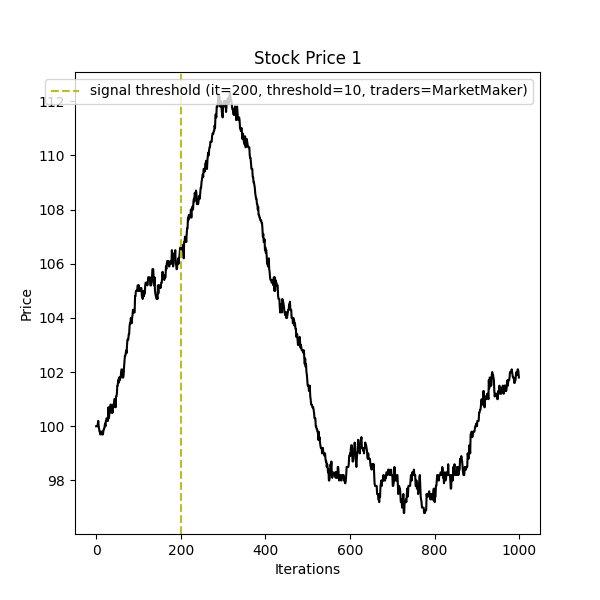 Stock Price 1
signal threshold (it=200, threshold=10, traders=MarketMaker)
112
110
108
106
104
102
100
98
Price
0 200 400 600 800 1000
Iterations